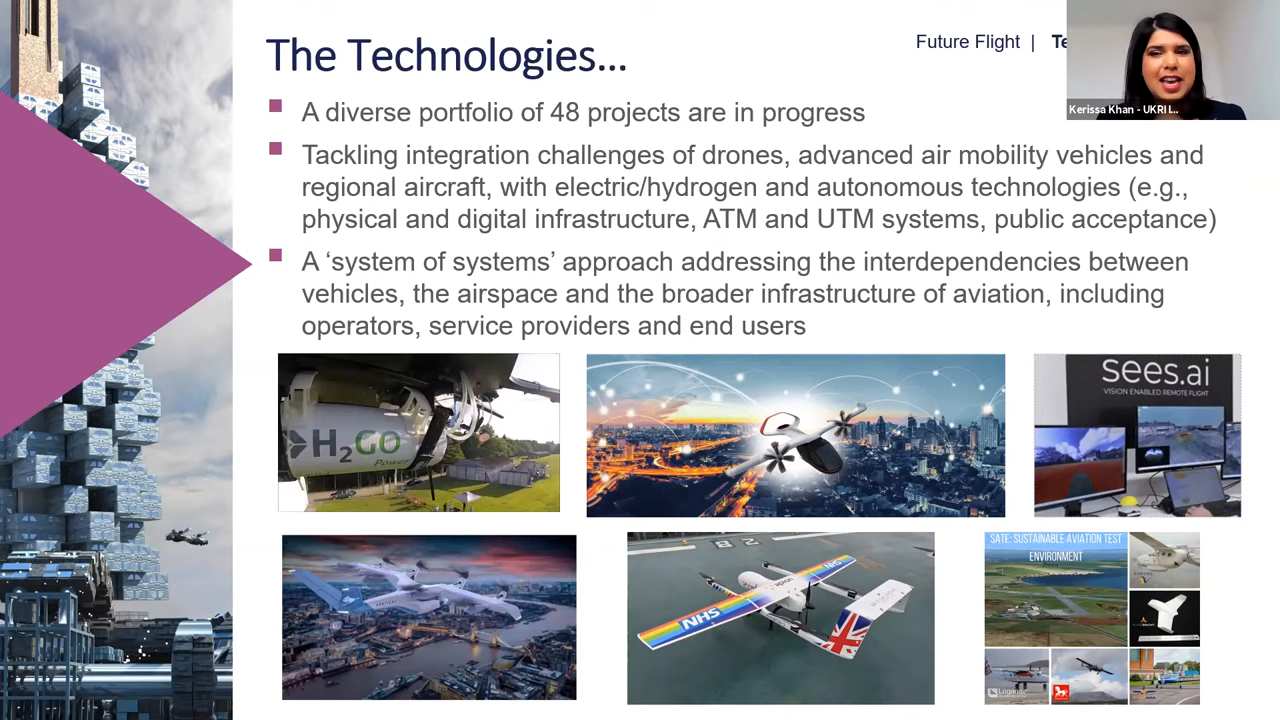 The Technologies...
Future Flight | Te
Kerissa Khan - UKRI I...
A diverse portfolio of 48 projects are in progress
Tackling integration challenges of drones, advanced air mobility vehicles and
regional aircraft, with electric/hydrogen and autonomous technologies (e.g.,
physical and digital infrastructure, ATM and UTM systems, public acceptance)
A ‘system of systems’ approach addressing the interdependencies between
vehicles, the airspace and the broader infrastructure of aviation, including
operators, service providers and end users
H2GO
Power
sees.ai
VISION ENABLED REMOTE FLIGHT
NHS
NHS
SATE: SUSTAINABLE AVIATION TEST
ENVIRONMENT
Loganair